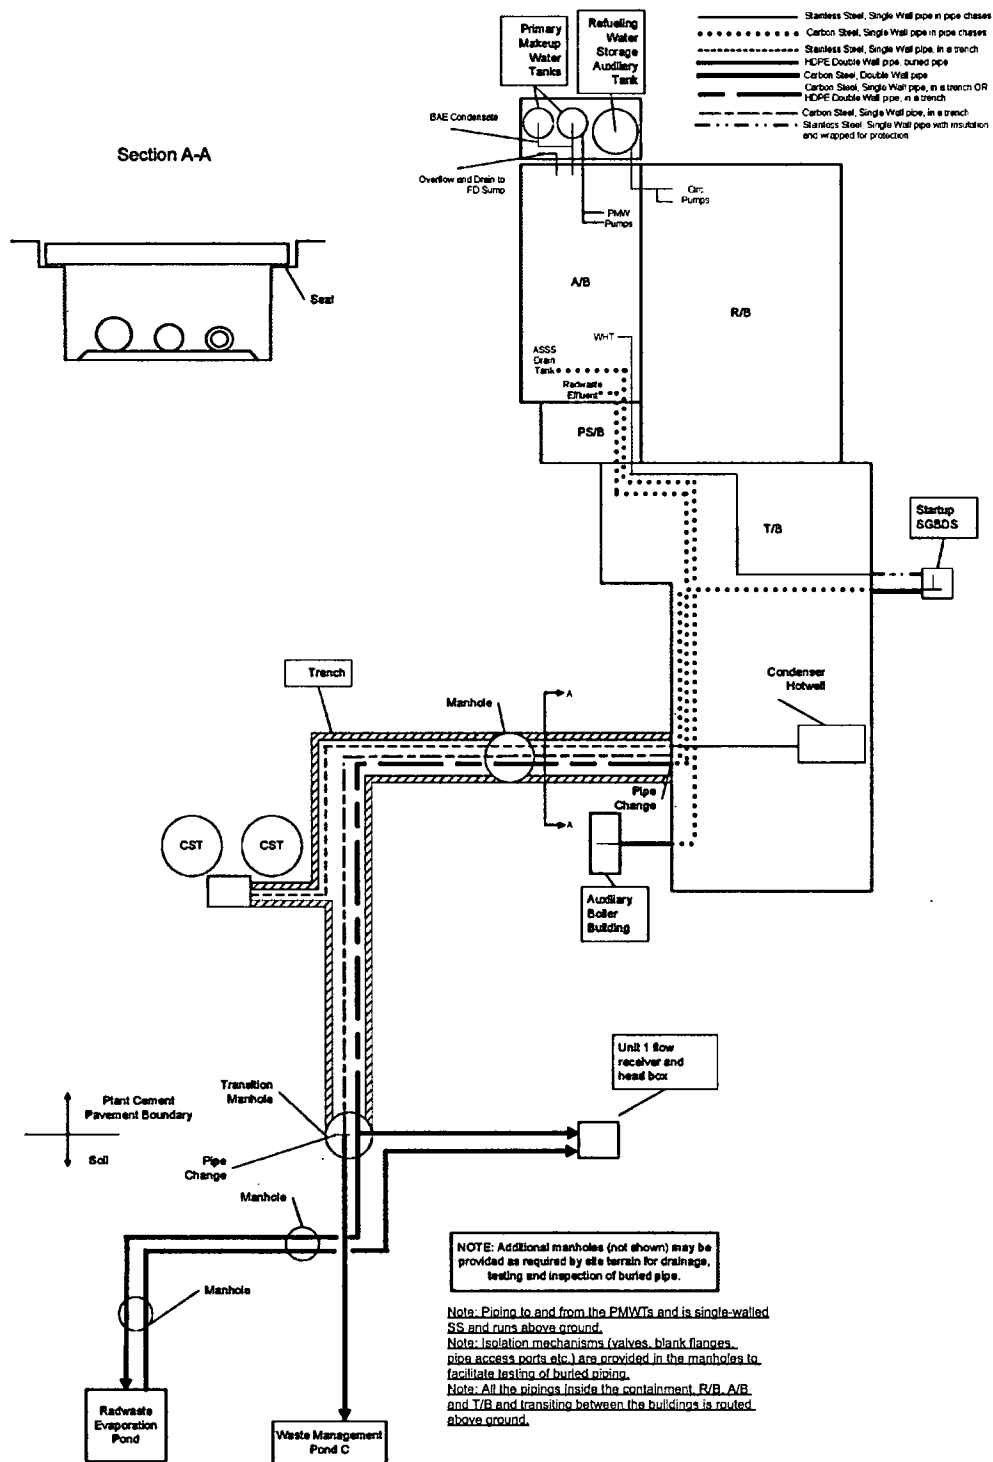 Primary
Makeup
Water
Tanks
Refueling
Water
Storage
Auxiliary
Tank
Stainless Steel, Single Wall pipe in pipe chases
Carbon Steel, Single Wall pipe in pipe chases
Stainless Steel, Single Wall pipe, in a trench
HDPE Double Wall pipe, buried pipe
Carbon Steel, Double Wall pipe
Carbon Steel, Single Wall pipe, in a trench OR
HDPE Double Wall pipe, in a trench
Carbon Steel, Single Wall pipe, in a trench
Stainless Steel, Single Wall pipe with insulation
and wrapped for protection
BAE Condensate
Section A-A
Overflow and Drain to
FD Sump
Circ
Pumps
PMW
Pumps
Seat
A/B
R/B
WHT
ASSS
Drain
Tank
Radwaste
Effluent
PS/B
Startup
SGBDS
T/B
Trench
Manhole
A
Condenser
Hotwell
Pipe
Change
A
CST
CST
Auxiliary
Boiler
Building
Unit 1 flow
receiver and
head box
Transition
Manhole
Plant Cement
Pavement Boundary
Soil
Pipe
Change
Manhole
Manhole
NOTE: Additional manholes (not shown) may be
provided as required by site terrain for drainage,
testing and inspection of buried pipe.
Note: Piping to and from the PMWTs and is single-walled
SS and runs above ground.
Note: Isolation mechanisms (valves, blank flanges,
pipe access ports etc.) are provided in the manholes to
facilitate testing of buried piping.
Note: All the pipings inside the containment, R/B, A/B
and T/B and transiting between the buildings is routed
above ground.
Radwaste
Evaporation
Pond
Waste Management
Pond C